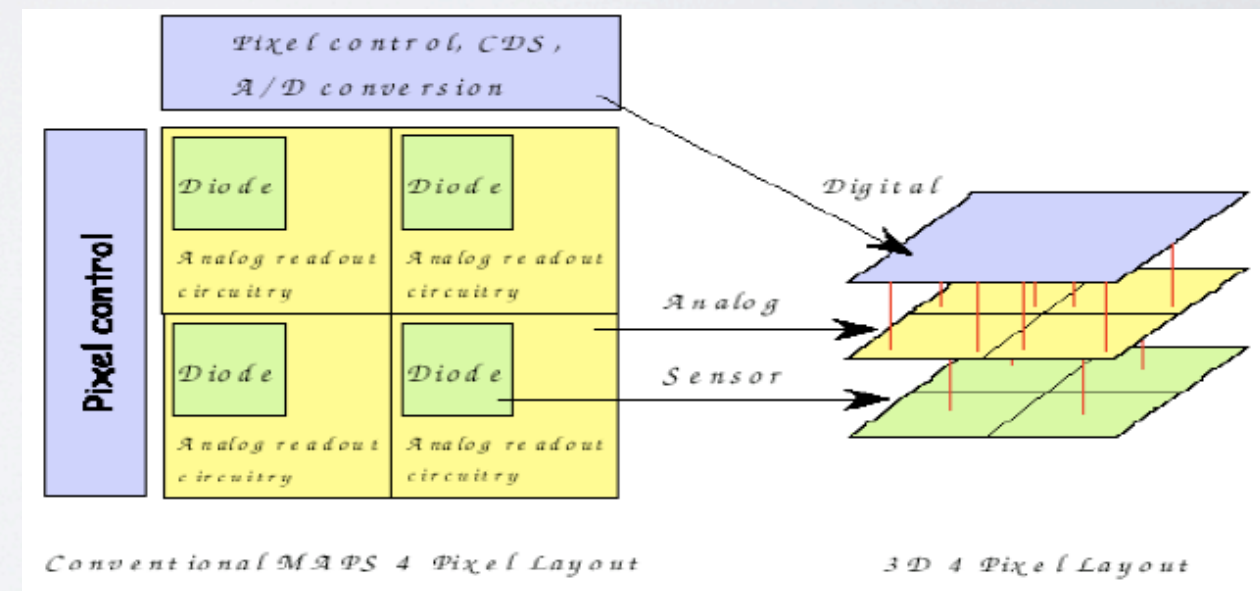 Pixel control, CDS,
A/D conversion
Pixel control
Diode
Analog readout
circuitry
Diode
Analog readout
circuitry
Diode
Analog readout
circuitry
Diode
Analog readout
circuitry
Digital
Analog
Sensor
Conventional MAPS 4 Pixel Layout
3D 4 Pixel Layout